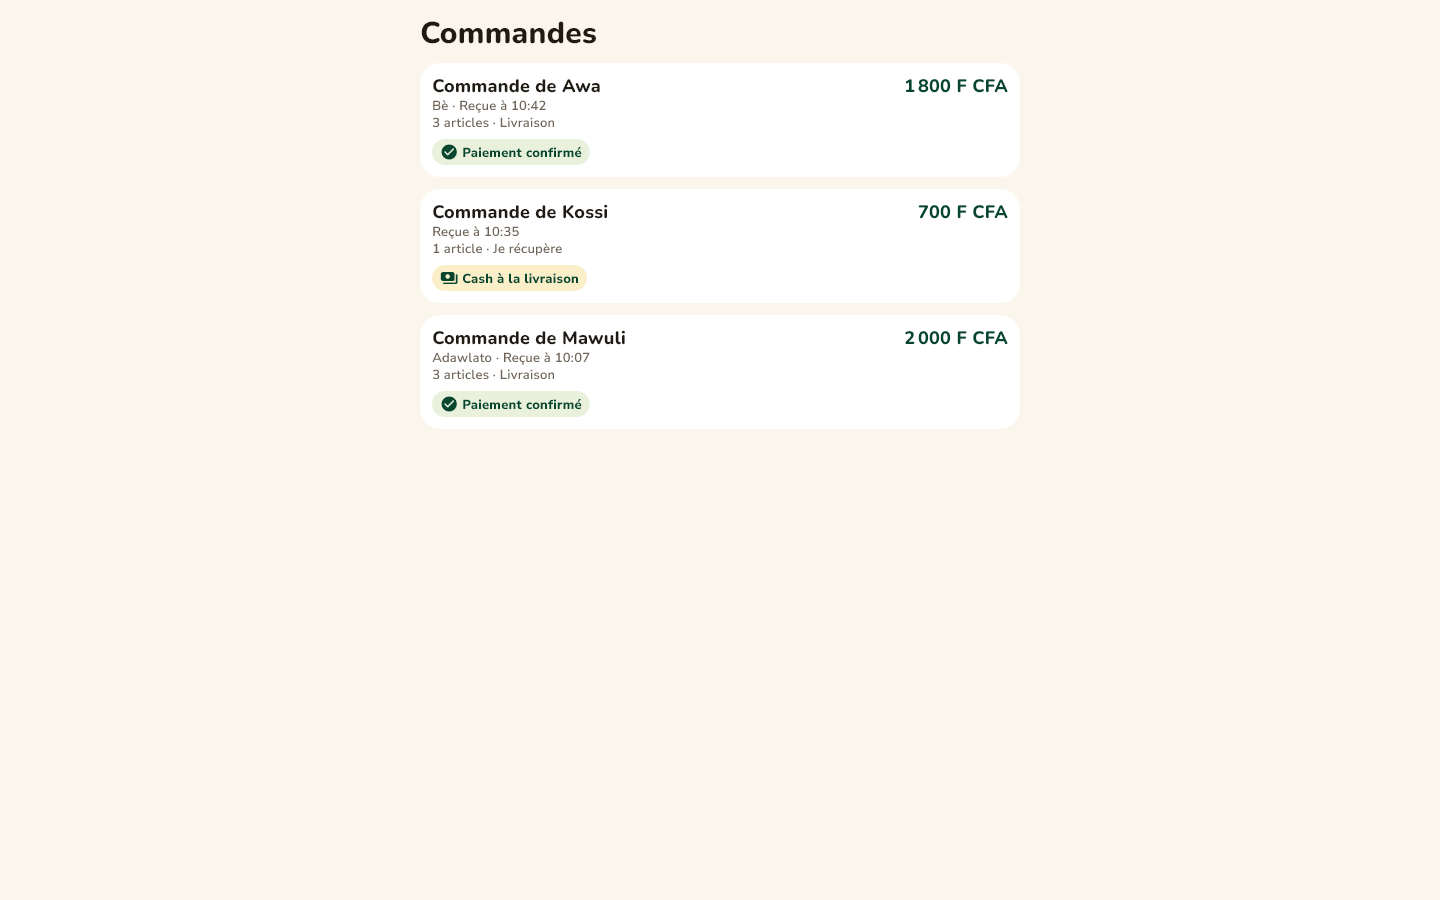 Commandes
Commande de Awa
1 800 F CFA
Bè · Reçue à 10:42
3 articles · Livraison
Paiement confirmé
Commande de Kossi
700 F CFA
Reçue à 10:35
1 article · Je récupère
Cash à la livraison
Commande de Mawuli
2 000 F CFA
Adawlato · Reçue à 10:07
3 articles · Livraison
Paiement confirmé